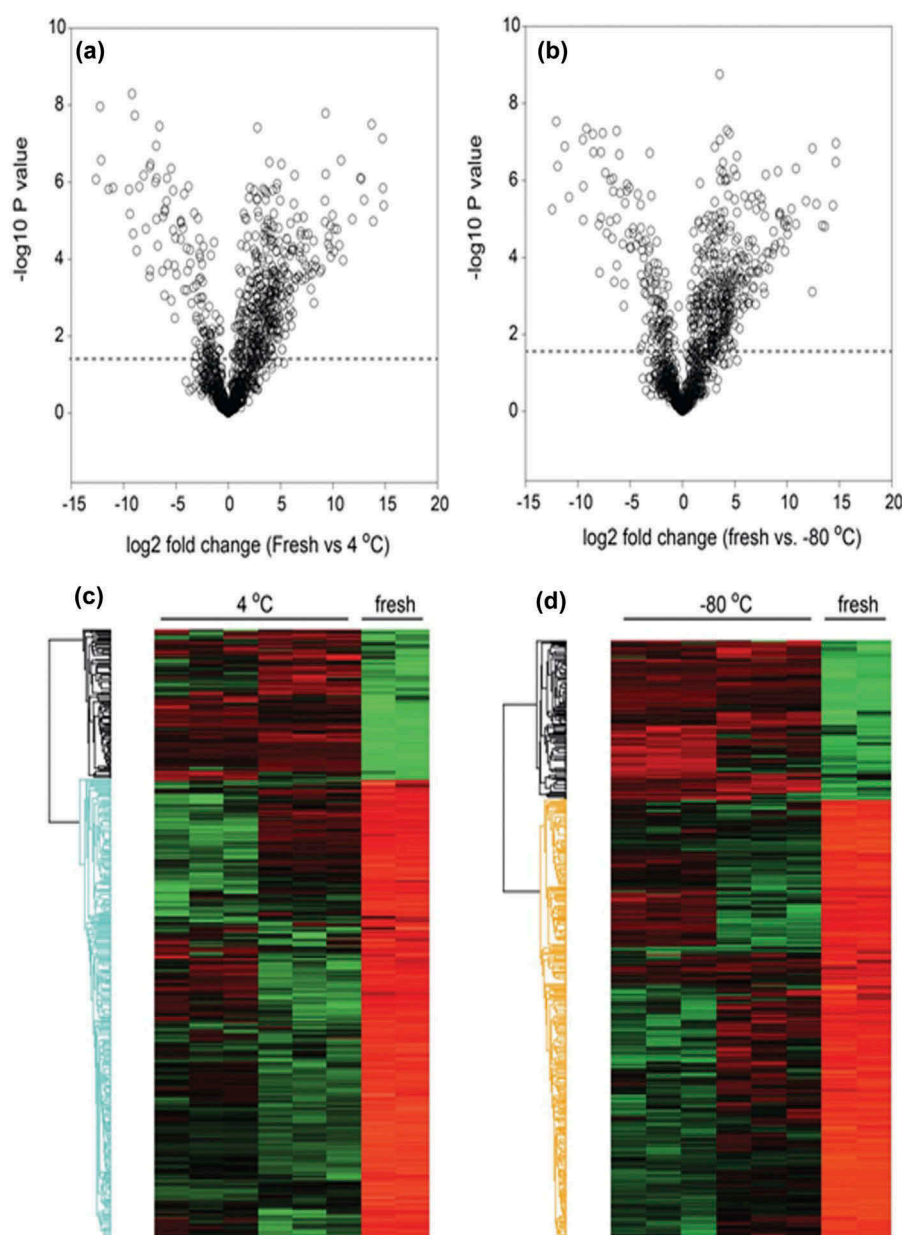 (a)
10
8
6
4
2
0
-log10 P value
-15 -10 -5 0 5 10 15 20
log2 fold change (Fresh vs 4 °C)
(b)
10
8
6
4
2
0
-log10 P value
-15 -10 -5 0 5 10 15 20
log2 fold change (fresh vs. -80 °C)
(c)
4 °C
fresh
(d)
-80 °C
fresh